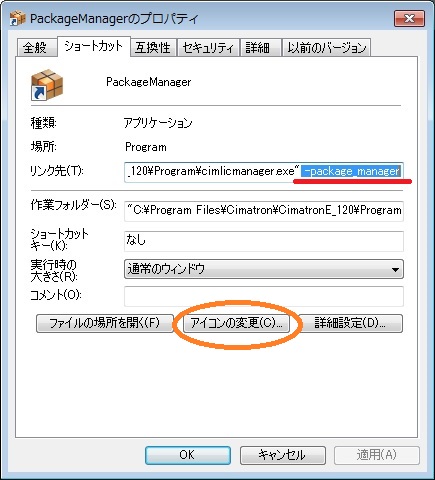 PackageManagerのプロパティ
全般 ショートカット 互換性 セキュリティ 詳細 以前のバージョン
PackageManager
種類: アプリケーション
場所: Program
リンク先(T): _120¥Program¥cimlicmanager.exe" -package_manager
作業フォルダー(S): "C:¥Program Files¥Cimatron¥CimatronE_120¥Program
ショートカット
キー(K): なし
実行時の
大きさ(R): 通常のウィンドウ
コメント(O):
ファイルの場所を開く(F) アイコンの変更(C)... 詳細設定(D)...
OK キャンセル 適用(A)